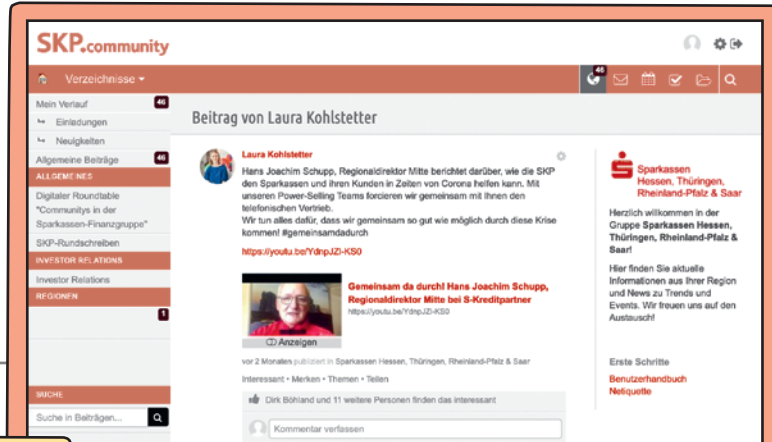 SKP.community
Verzeichnisse
46
Mein Verlauf 46
Einladungen
Neuigkeiten
Allgemeine Beiträge 46
ALLGEMEINES
Digitaler Roundtable
"Communitys in der
Sparkassen-Finanzgruppe"
SKP-Rundschreiben
INVESTOR RELATIONS
Investor Relations
REGIONEN
1
SUCHE
Suche in Beiträgen...
Beitrag von Laura Kohlstetter
Laura Kohlstetter
Hans Joachim Schupp, Regionaldirektor Mitte berichtet darüber, wie die SKP
den Sparkassen und ihren Kunden in Zeiten von Corona helfen kann. Mit
unseren Power-Selling Teams forcieren wir gemeinsam mit Ihnen den
telefonischen Vertrieb.
Wir tun alles dafür, dass wir gemeinsam so gut wie möglich durch diese Krise
kommen! #gemeinsamdadurch
https://youtu.be/YdnpJZl-KS0
Gemeinsam da durch! Hans Joachim Schupp,
Regionaldirektor Mitte bei S-Kreditpartner
https://youtu.be/YdnpJZl-KS0
Anzeigen
vor 2 Monaten publiziert in Sparkassen Hessen, Thüringen, Rheinland-Pfalz & Saar
Interessant • Merken • Themen • Teilen
Dirk Böhland und 11 weitere Personen finden das interessant
Kommentar verfassen
Sparkassen
Hessen, Thüringen,
Rheinland-Pfalz & Saar
Herzlich willkommen in der
Gruppe Sparkassen Hessen,
Thüringen, Rheinland-Pfalz &
Saar!
Hier finden Sie aktuelle
Informationen aus Ihrer Region
und News zu Trends und
Events. Wir freuen uns auf den
Austausch!
Erste Schritte
Benutzerhandbuch
Netiquette